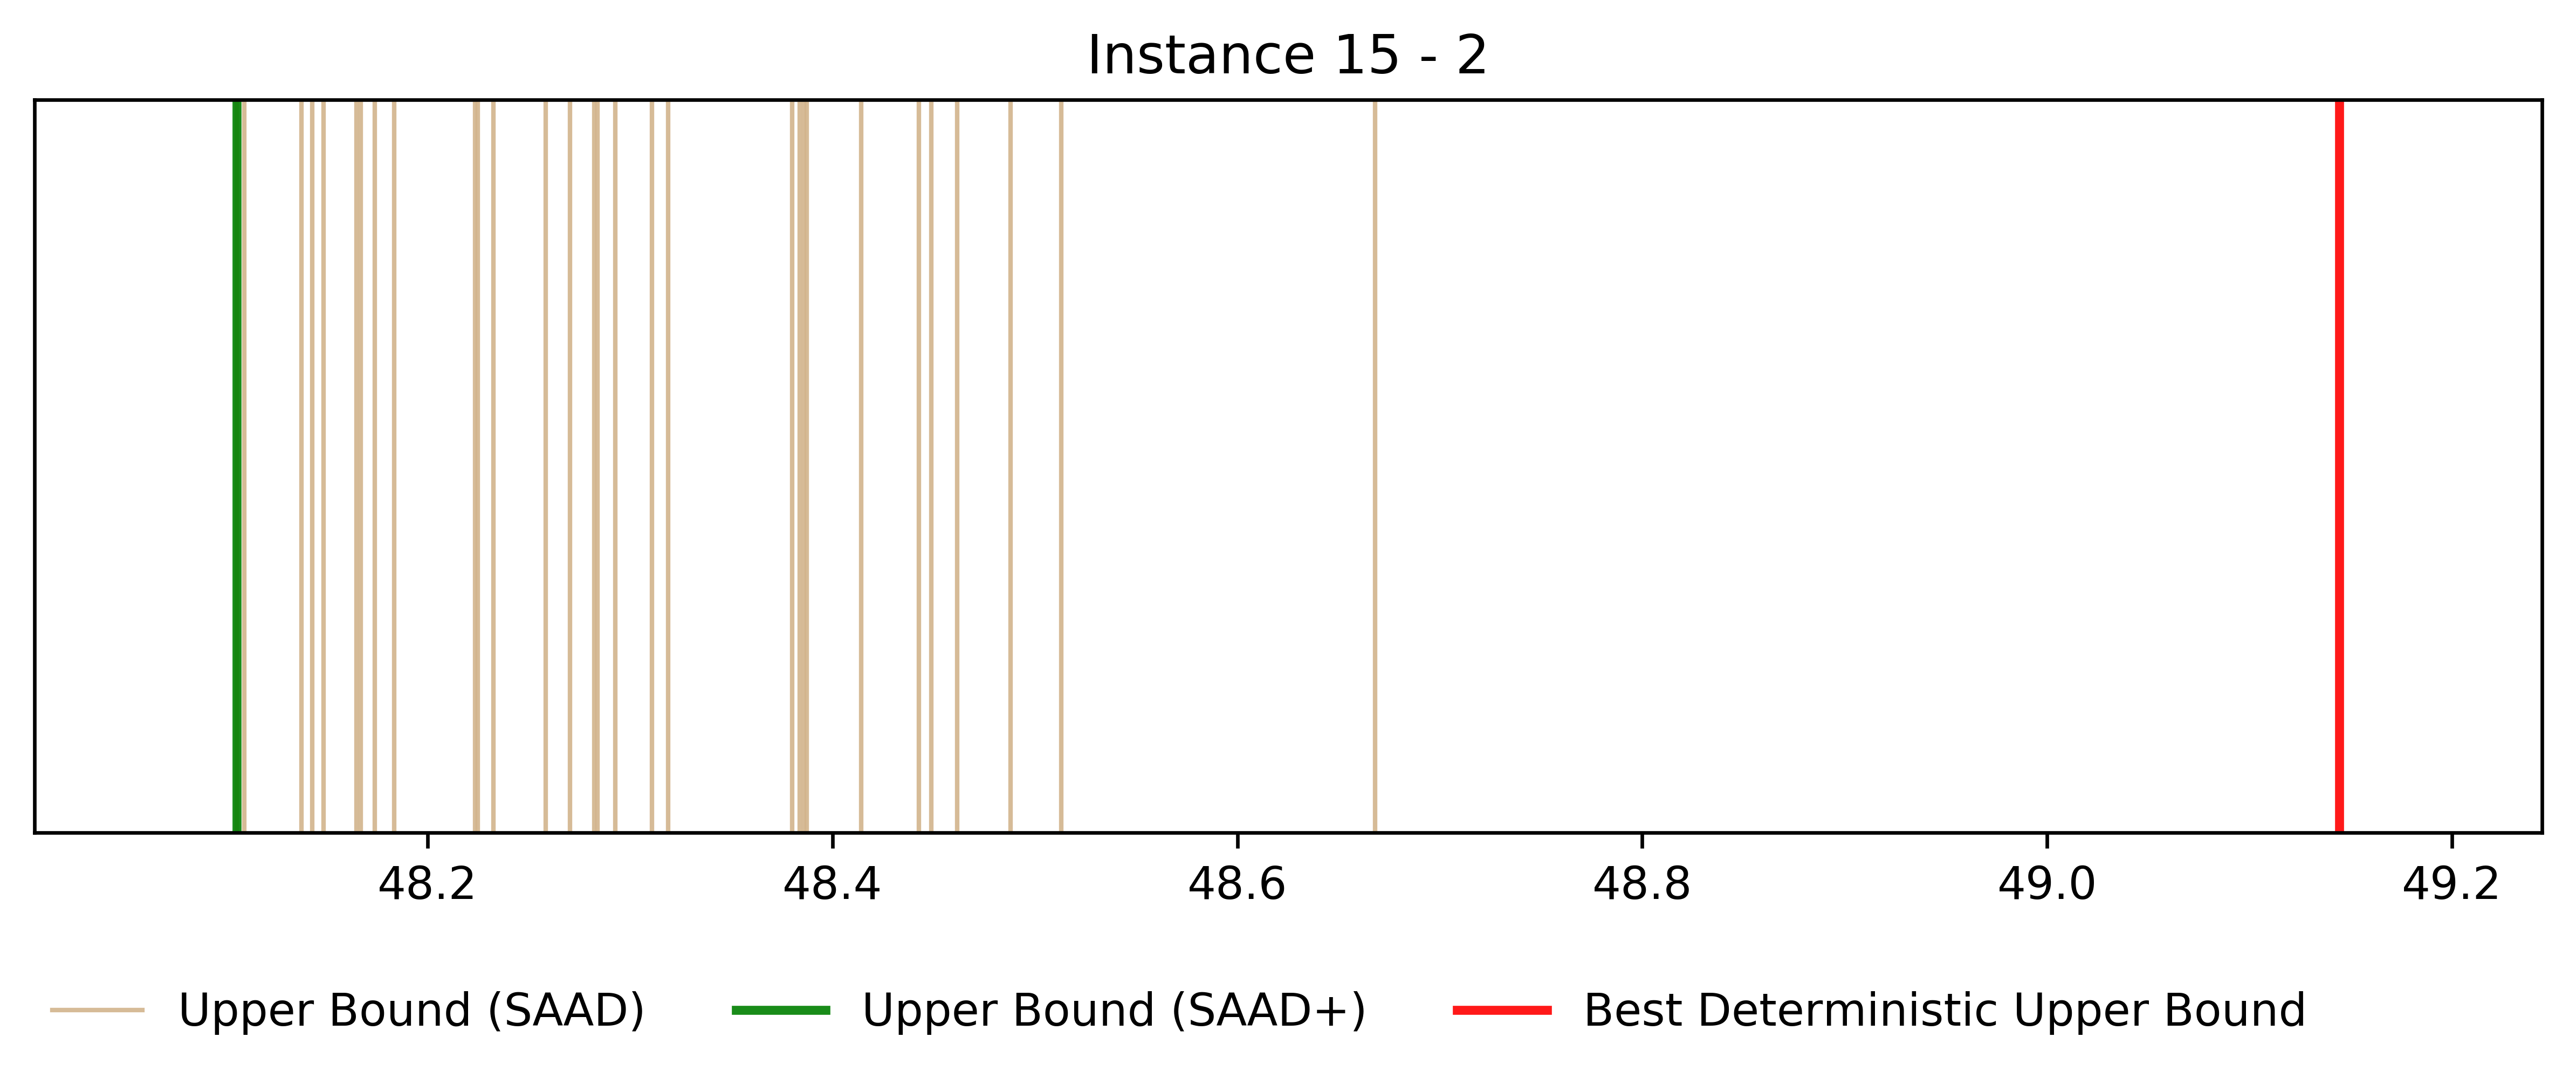 Instance 15 - 2
48.2 48.4 48.6 48.8 49.0 49.2
Upper Bound (SAAD) Upper Bound (SAAD+) Best Deterministic Upper Bound